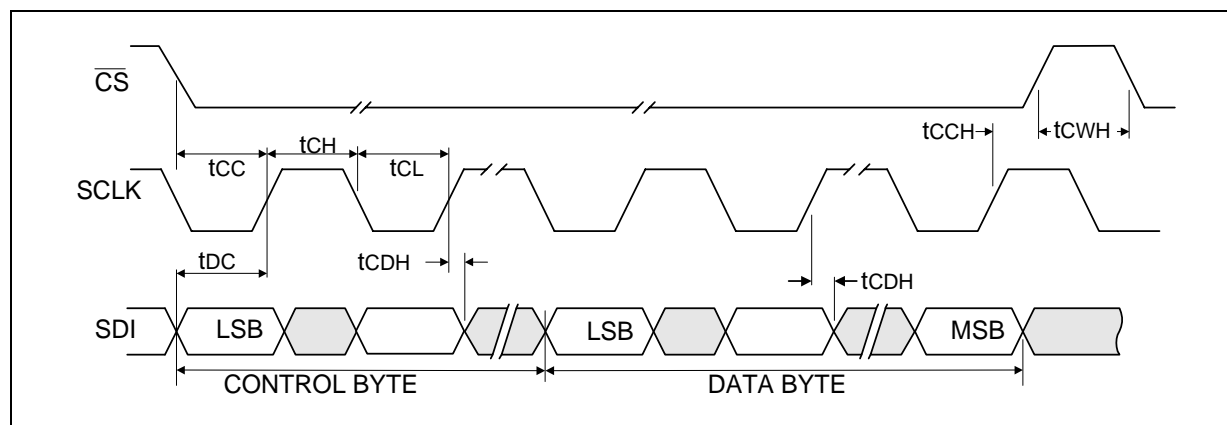 CS
tCCH
tCWH
tCC
tCH
tCL
SCLK
tDC
tCDH
tCDH
SDI
LSB
LSB
MSB
CONTROL BYTE
DATA BYTE